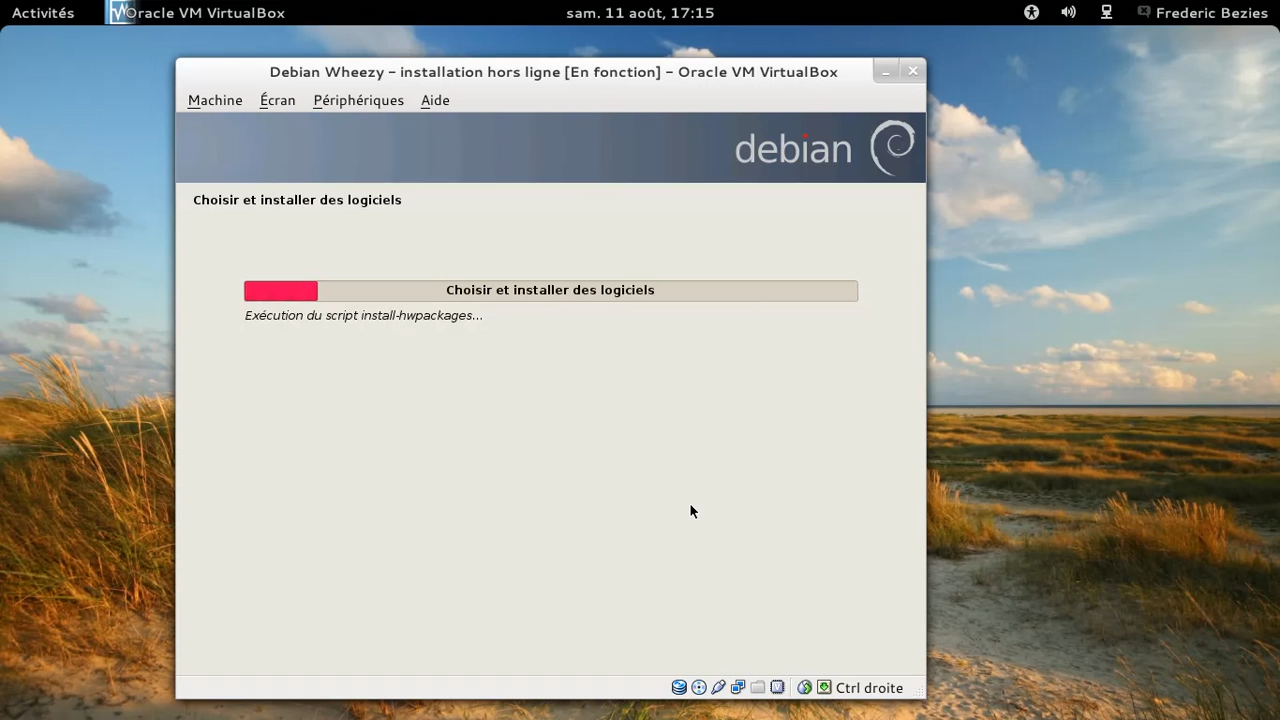 Activités
Oracle VM VirtualBox
sam. 11 août, 17:15
Frederic Bezies
Debian Wheezy - installation hors ligne [En fonction] - Oracle VM VirtualBox
Machine Écran Périphériques Aide
debian
Choisir et installer des logiciels
Choisir et installer des logiciels
Exécution du script install-hwpackages...
Ctrl droite